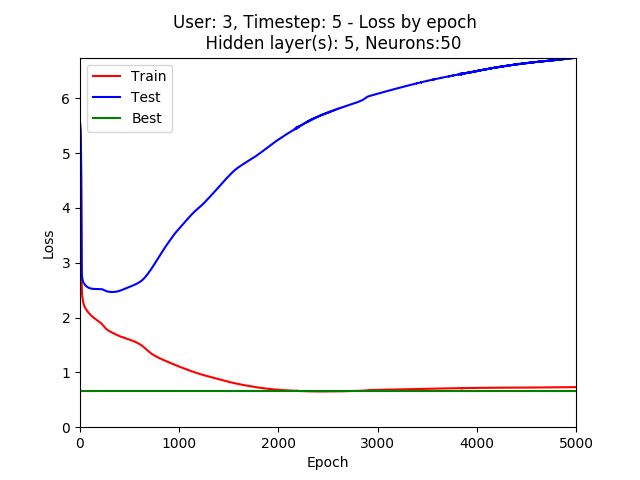 User: 3, Timestep: 5 - Loss by epoch
Hidden layer(s): 5, Neurons:50
Train
Test
Best
6
5
4
3
2
1
0
Loss
0 1000 2000 3000 4000 5000
Epoch